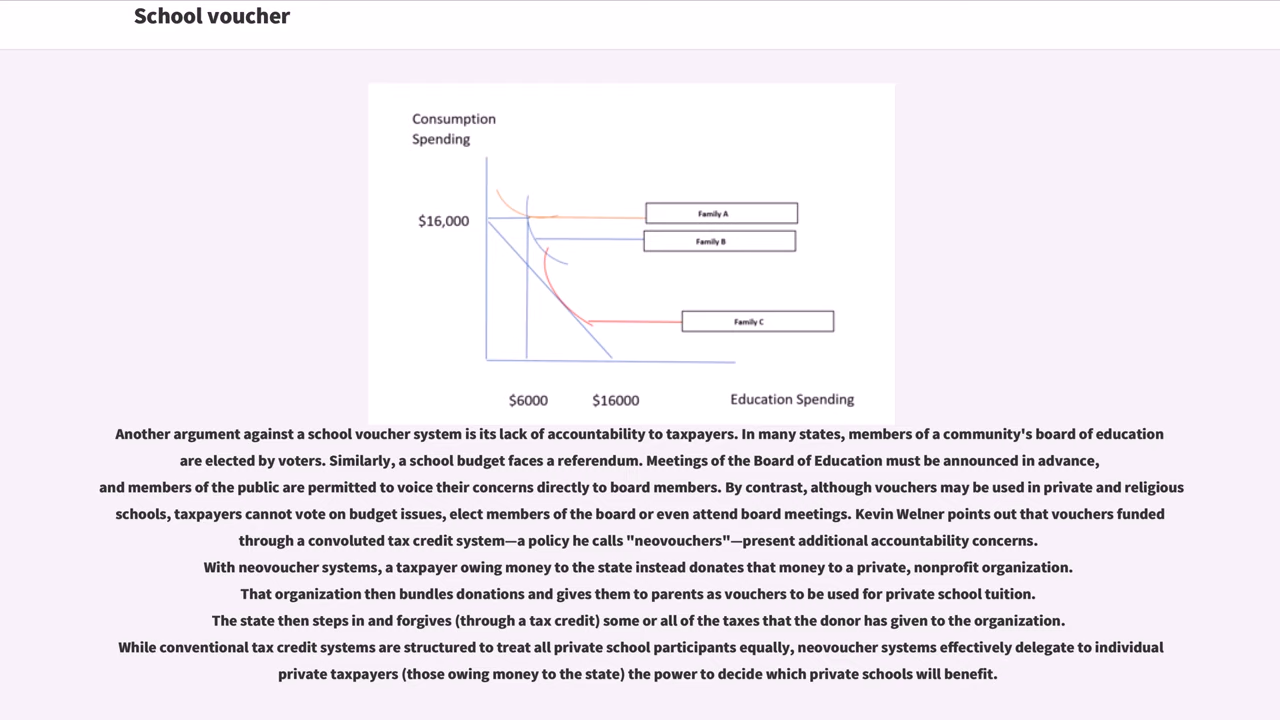 School voucher
Consumption
Spending
$16,000
Family A
Family B
Family C
$6000
$16000
Education Spending
Another argument against a school voucher system is its lack of accountability to taxpayers. In many states, members of a community's board of education
are elected by voters. Similarly, a school budget faces a referendum. Meetings of the Board of Education must be announced in advance,
and members of the public are permitted to voice their concerns directly to board members. By contrast, although vouchers may be used in private and religious
schools, taxpayers cannot vote on budget issues, elect members of the board or even attend board meetings. Kevin Welner points out that vouchers funded
through a convoluted tax credit system—a policy he calls "neovouchers"—present additional accountability concerns.
With neovoucher systems, a taxpayer owing money to the state instead donates that money to a private, nonprofit organization.
That organization then bundles donations and gives them to parents as vouchers to be used for private school tuition.
The state then steps in and forgives (through a tax credit) some or all of the taxes that the donor has given to the organization.
While conventional tax credit systems are structured to treat all private school participants equally, neovoucher systems effectively delegate to individual
private taxpayers (those owing money to the state) the power to decide which private schools will benefit.